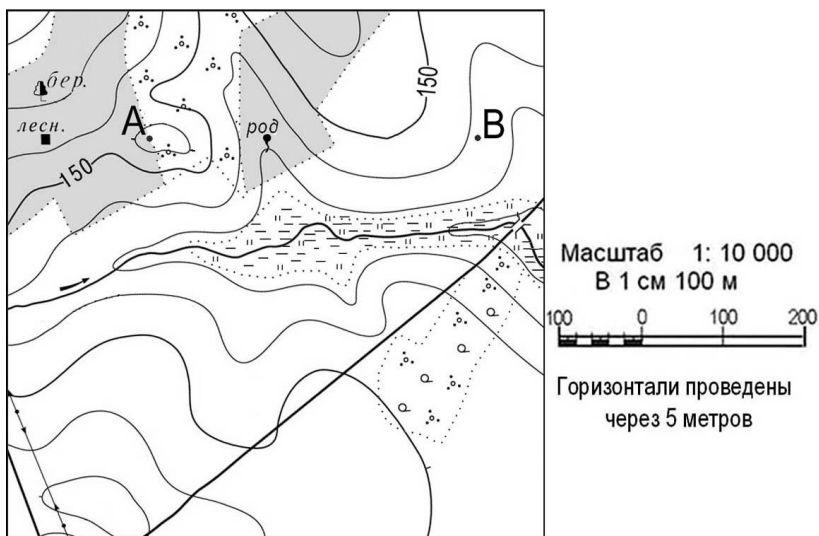 150
бер.
лесн.
А
род
В
150
Масштаб 1: 10 000
В 1 см 100 м
100 0 100 200
Горизонтали проведены
через 5 метров